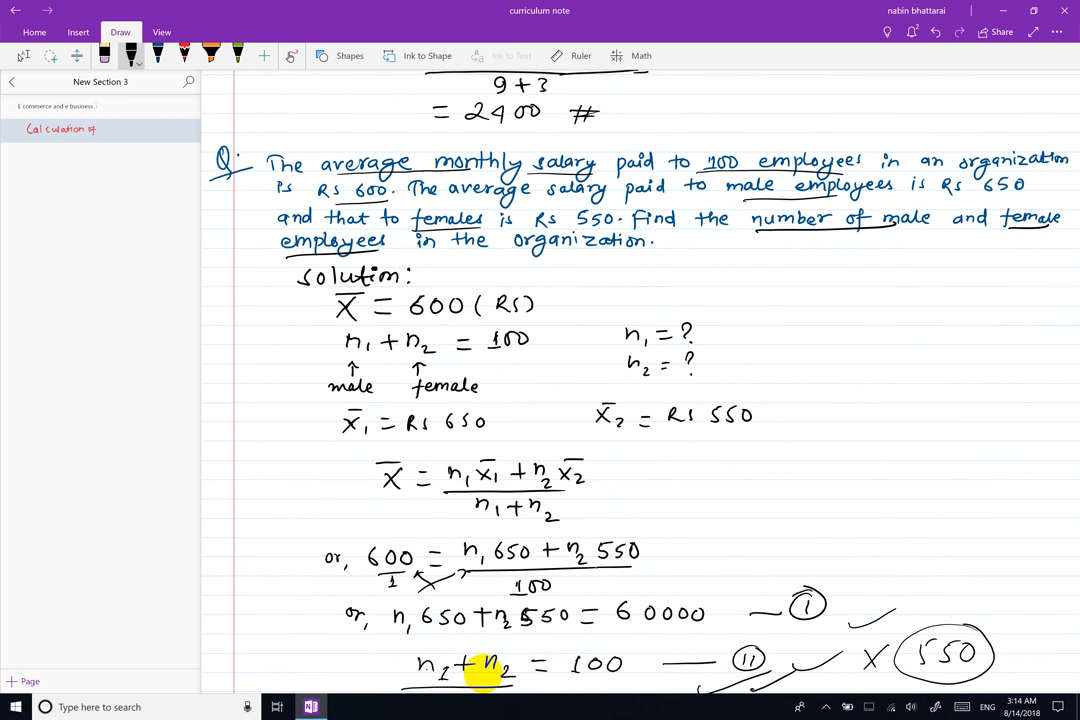 curriculum note
nabin bhattarai
Home Insert Draw View
Share
Shapes Ink to Shape Ink to Text Ruler Math
New Section 3
E commerce and e business
Calculation of
9 + 3
= 2400 #
Q: The average monthly salary paid to 100 employees in an organization
is Rs 600. The average salary paid to male employees is Rs 650
and that to females is Rs 550. Find the number of male and female
employees in the organization.
Solution:
X̅ = 600 (RS)
n₁ + n₂ = 100 n₁ = ?
n₂ = ?
↑ ↑
male female
X̅₁ = Rs 650 X̅₂ = Rs 550
X̅ = n₁X̅₁ + n₂X̅₂
n₁ + n₂
or, 600 = n₁650 + n₂ 550
1 100
or, n₁650 + n₂ 550 = 60000 — I
n₁ + n₂ = 100 — II × 550
+ Page
Type here to search
ENG
3:14 AM
8/14/2018